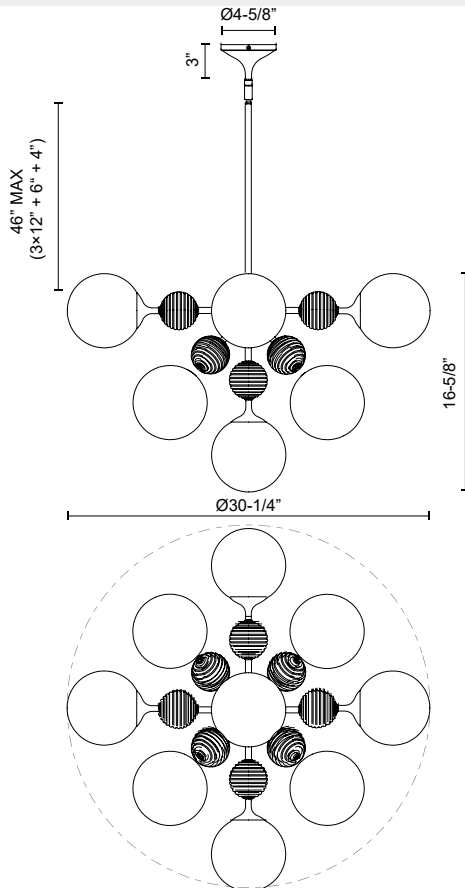 Ø4-5/8”
3”
46” MAX
(3×12” + 6“ + 4”)
16-5/8”
Ø30-1/4”